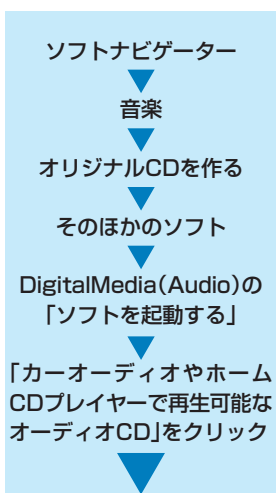 ソフトナビゲーター
音楽
オリジナルCDを作る
そのほかのソフト
DigitalMedia(Audio)の
「ソフトを起動する」
「カーオーディオやホーム
CDプレイヤーで再生可能な
オーディオCD」をクリック